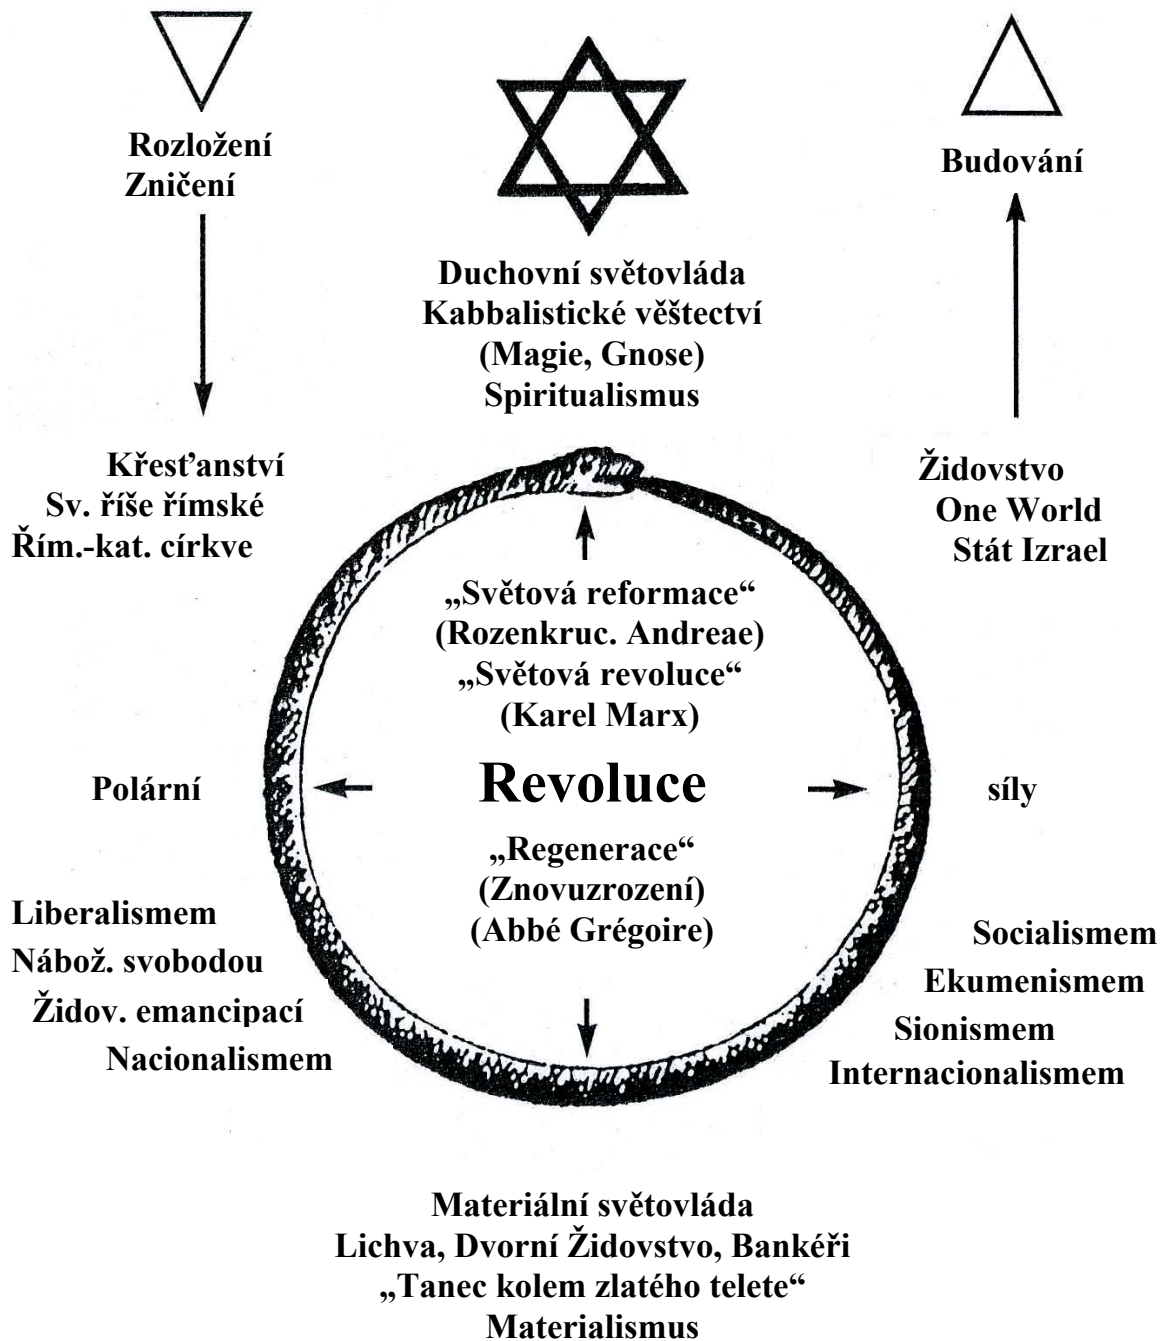 Rozložení
Zničení
Budování
Duchovní světovláda
Kabbalistické věštectví
(Magie, Gnose)
Spiritualismus
Křesťanství
Sv. říše římské
Řím.-kat. církve
Židovstvo
One World
Stát Izrael
„Světová reformace“
(Rozenkruc. Andreae)
„Světová revoluce“
(Karel Marx)
Polární
Revoluce
síly
„Regenerace“
(Znovuzrození)
(Abbé Grégoire)
Liberalismem
Nábož. svobodou
Židov. emancipací
Nacionalismem
Socialismem
Ekumenismem
Sionismem
Internacionalismem
Materiální světovláda
Lichva, Dvorní Židovstvo, Bankéři
„Tanec kolem zlatého telete“
Materialismus